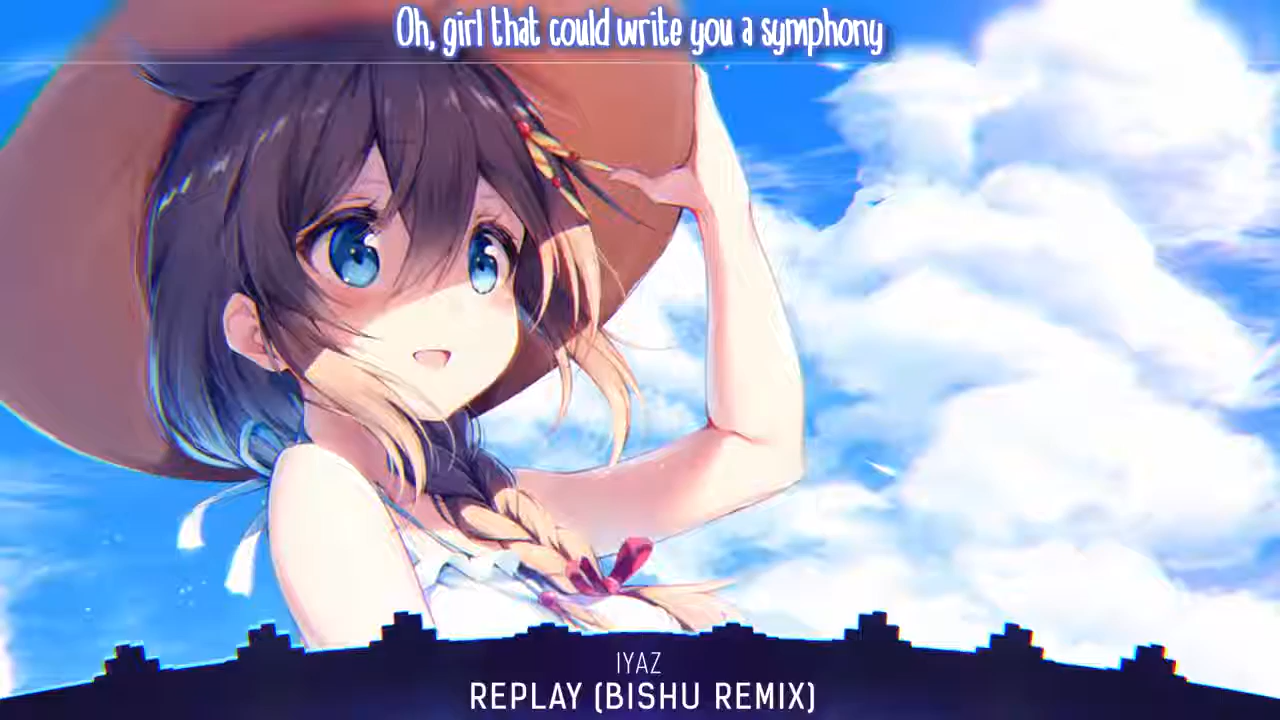 Oh, girl that could write you a symphony
IYAZ
REPLAY (BISHU REMIX)